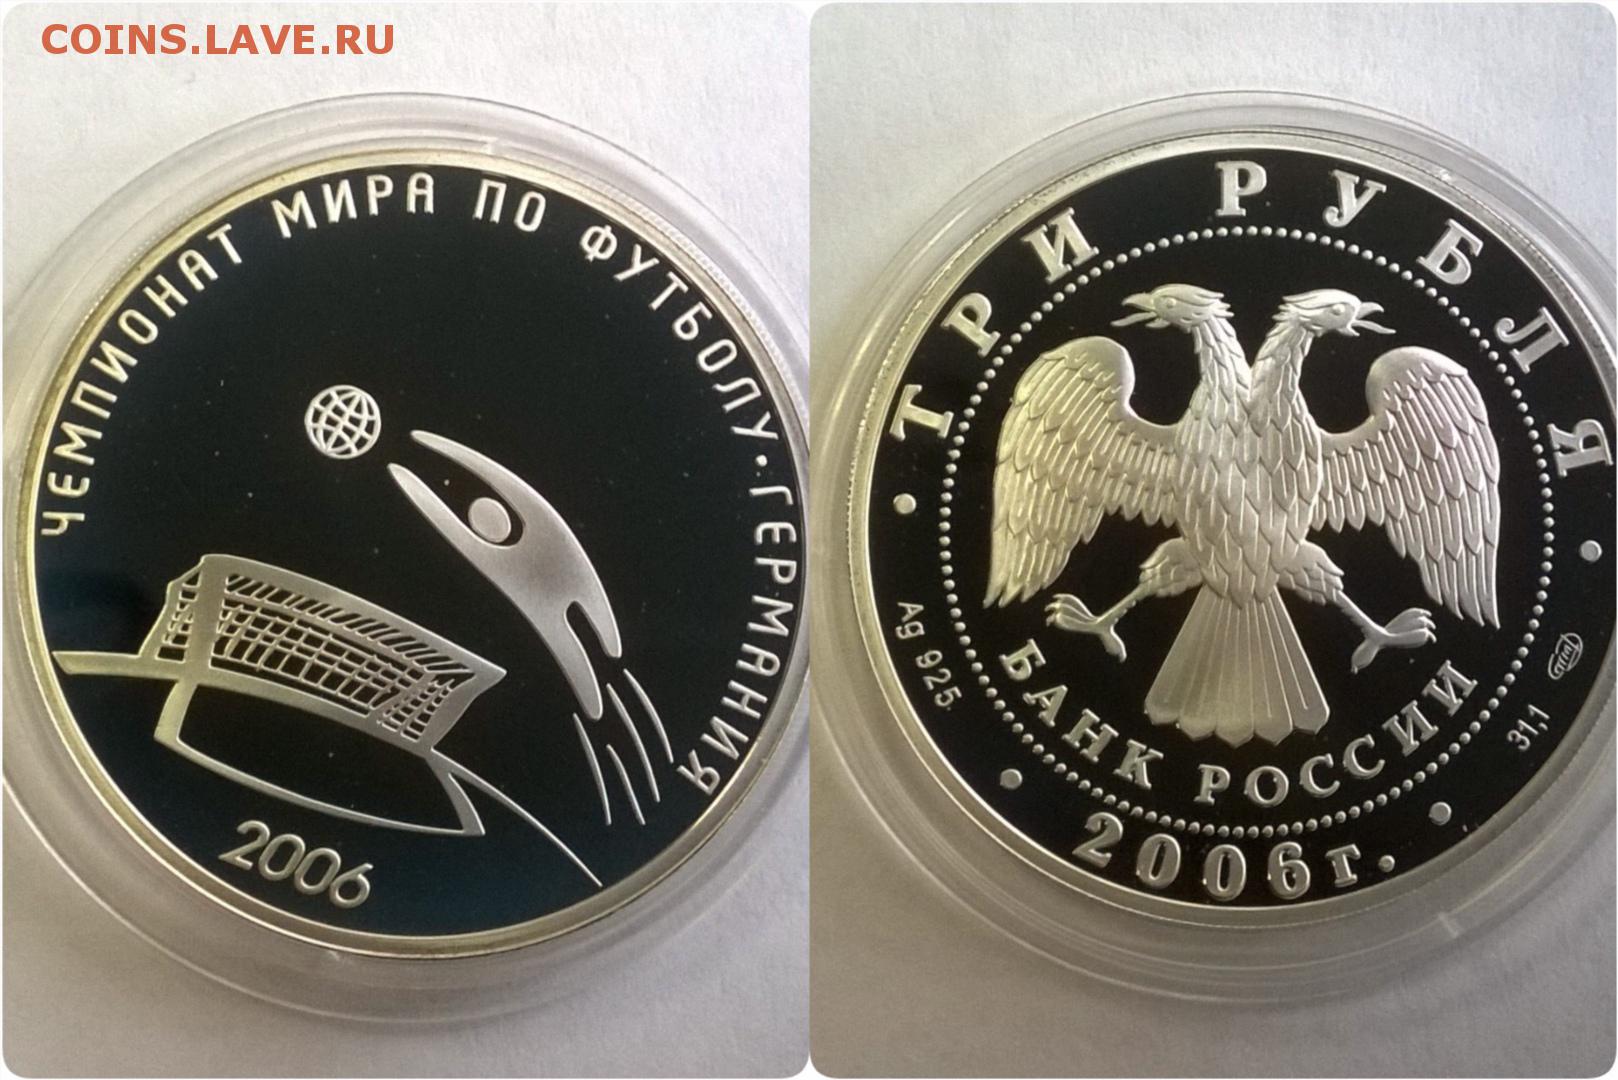 COINS.LAVE.RU
ЧЕМПИОНАТ МИРА ПО ФУТБОЛУ·ГЕРМАНИЯ
2006
ТРИ РУБЛЯ
Ag 925
БАНК РОССИИ
31,1
2006г.